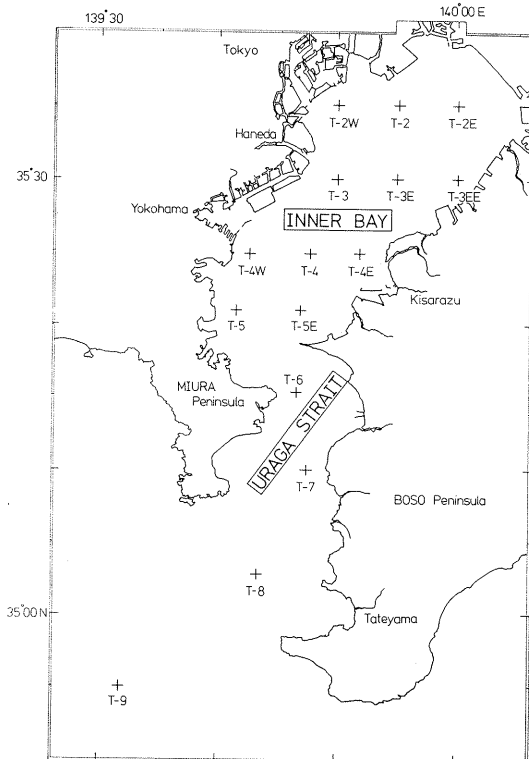 139°30'
140°00'E
Tokyo
T-2W
T-2
T-2E
Haneda
35°30'
T-3
T-3E
T-3EE
Yokohama
INNER BAY
T-4W
T-4
T-4E
Kisarazu
T-5
T-5E
T-6
MIURA
Peninsula
URAGA STRAIT
T-7
BOSO Peninsula
T-8
35°00'N
Tateyama
T-9